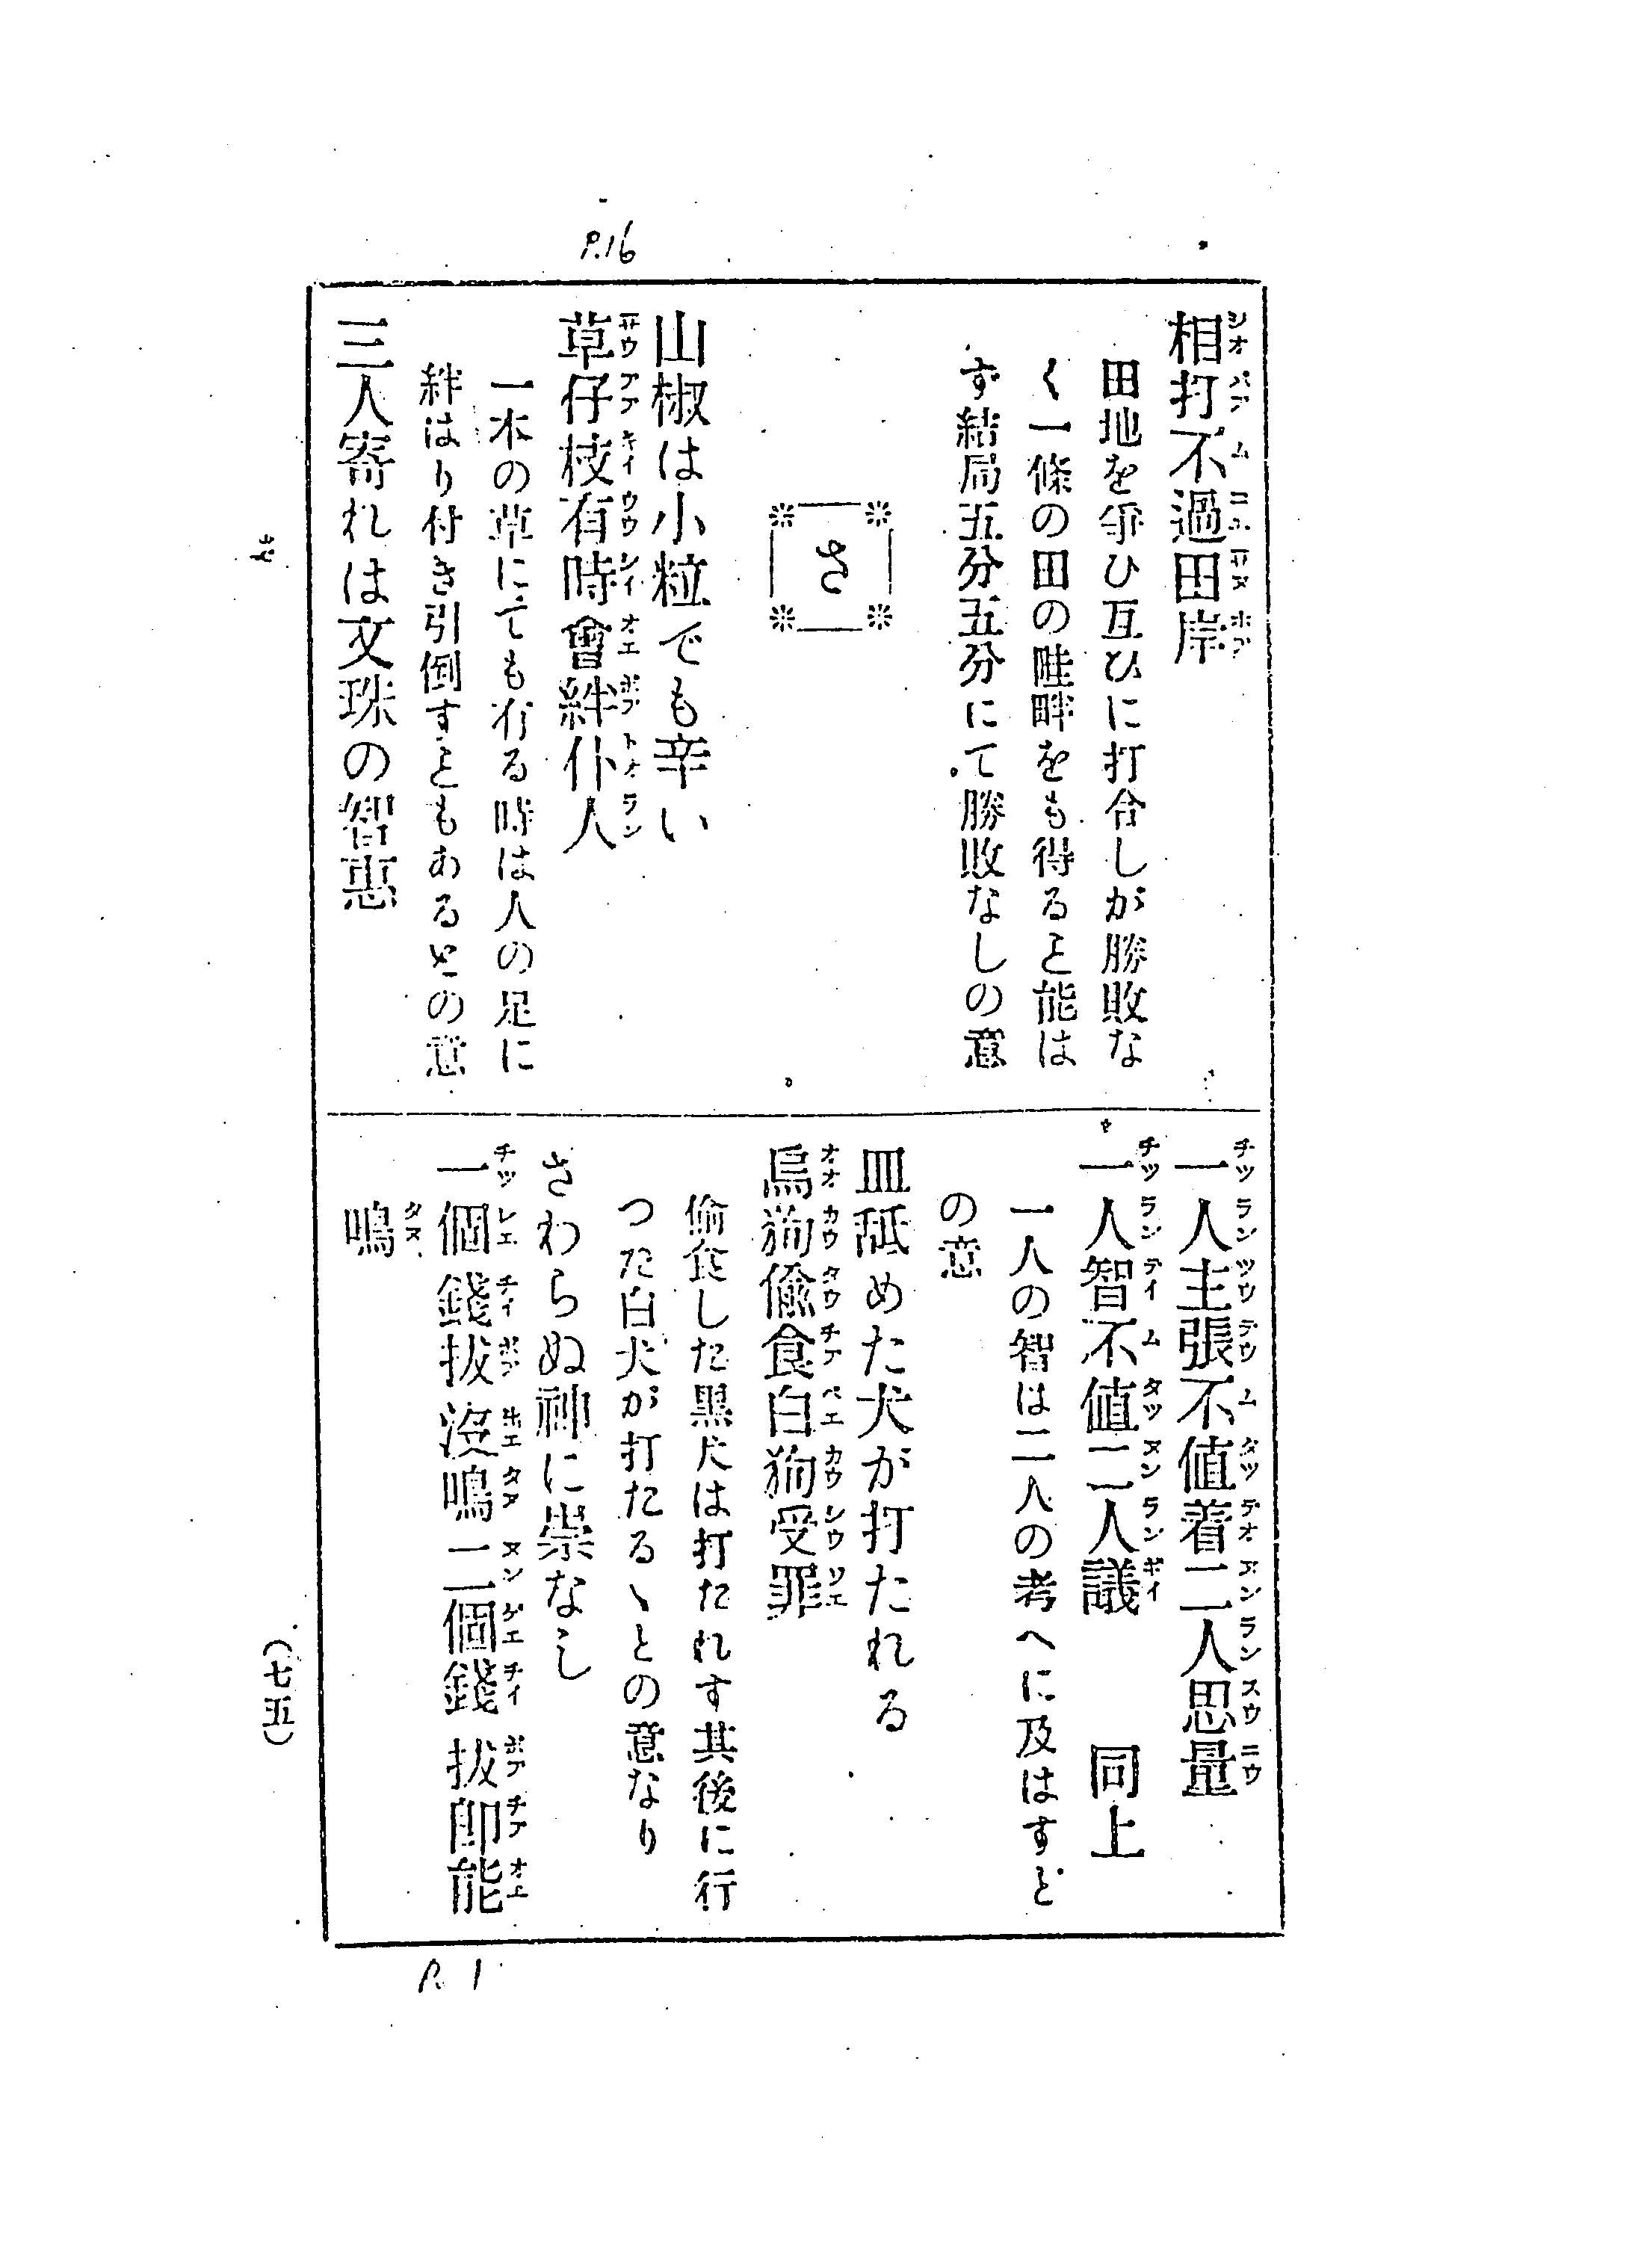 P.16
相打不過田岸
田地を爭ひ互ひに打合しが勝敗な
く一條の田の畦畔をも得ると能は
ず結局五分五分にて勝敗なしの意
さ
山椒は小粒でも辛い
草仔枝有時會絆仆人
一本の草にても有る時は人の足に
絆はり付き引倒すともあるとの意
三人寄れは文珠の智惠
一人主張不値着二人思量
一人智不値二人議 同上
一人の智は二人の考へに及はすと
の意
皿舐めた犬が打たれる
烏狗偸食白狗受罪
偷食した黒犬は打たれす其後に行
つた白犬が打たるゝとの意なり
さわらぬ神に祟なし
一個錢拔沒鳴二個錢拔卽能
鳴
さ
(七五)
P. 1